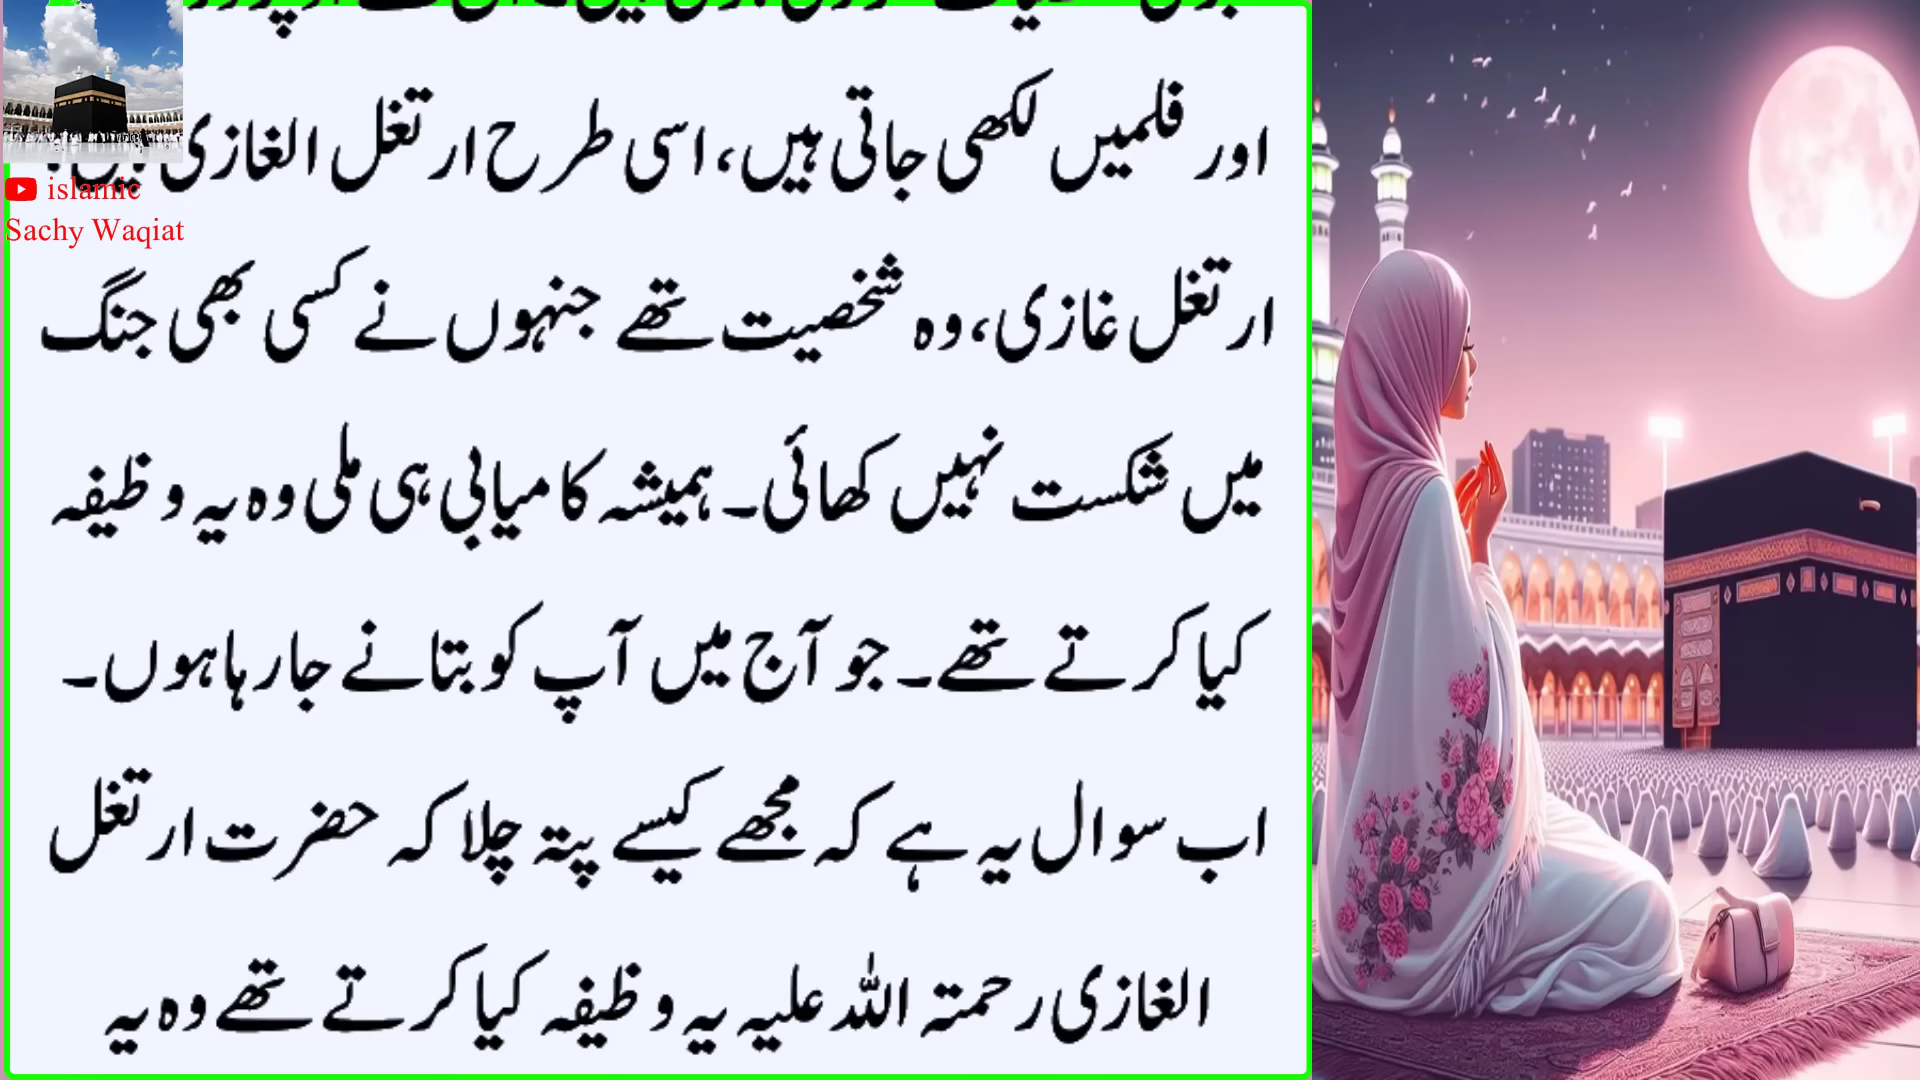 اور فلمیں لکھی جاتی ہیں، اسی طرح ارتغل الغازی
ارتغل غازی، وہ شخصیت تھے جنہوں نے کسی بھی جنگ
میں شکست نہیں کھائی۔ ہمیشہ کامیابی ہی ملی وہ یہ وظیفہ
کیا کرتے تھے۔ جو آج میں آپ کو بتانے جا رہا ہوں۔
اب سوال یہ ہے کہ مجھے کیسے پتہ چلا کہ حضرت ارتغل
الغازی رحمتہ اللہ علیہ یہ وظیفہ کیا کرتے تھے وہ یہ
islamic
Sachy Waqiat